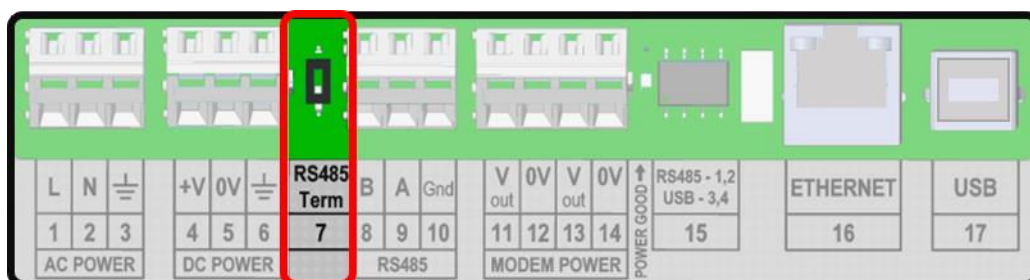 L N +V 0V RS485 Term B A Gnd V out 0V V out 0V POWER GOOD RS485 - 1,2 USB - 3,4 ETHERNET USB
1 2 3 4 5 6 7 8 9 10 11 12 13 14 15 16 17
AC POWER DC POWER RS485 MODEM POWER